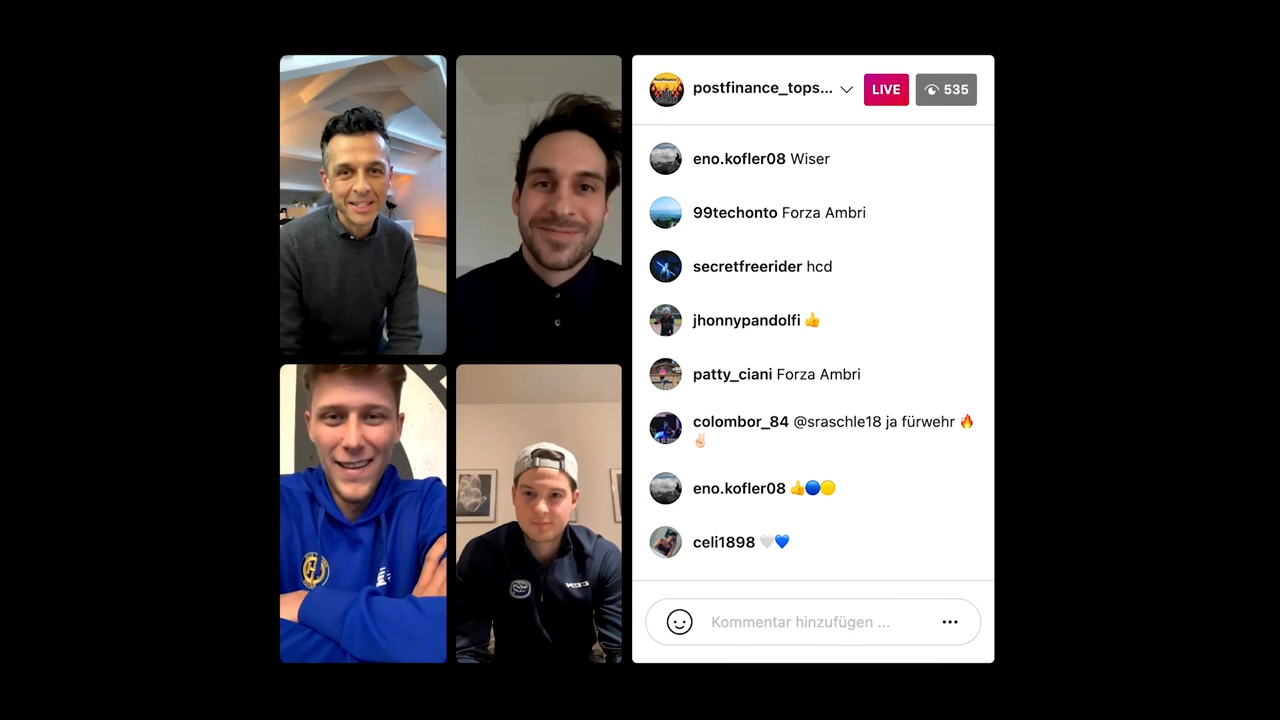 postfinance_tops...
LIVE
535
eno.kofler08 Wiser
99techonto Forza Ambri
secretfreerider hcd
jhonnypandolfi 👍
patty_ciani Forza Ambri
colombor_84 @sraschle18 ja fürwehr 🔥
✌🏻
eno.kofler08 👍🔵🟡
celi1898 🤍💙
Kommentar hinzufügen ...